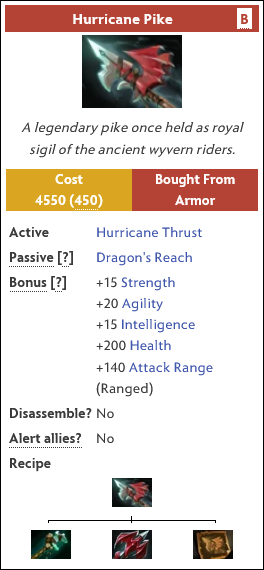 Hurricane Pike B
A legendary pike once held as royal
sigil of the ancient wyvern riders.
Cost
4550 (450)
Bought From
Armor
Active Hurricane Thrust
Passive [?] Dragon's Reach
Bonus [?] +15 Strength
+20 Agility
+15 Intelligence
+200 Health
+140 Attack Range
(Ranged)
Disassemble? No
Alert allies? No
Recipe